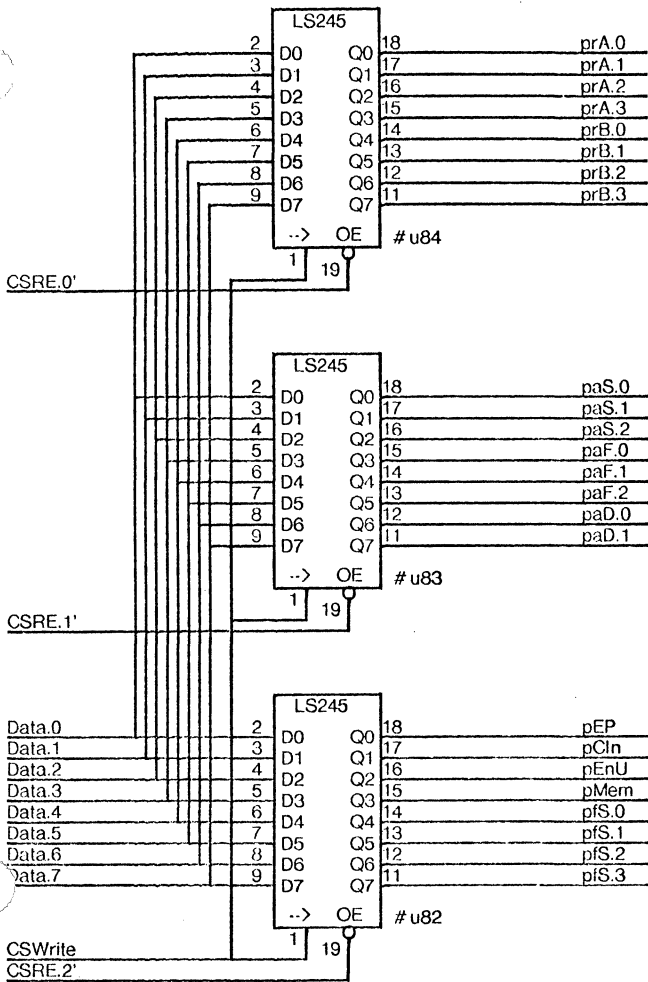 LS245
2 D0 Q0 18 prA.0
3 D1 Q1 17 prA.1
4 D2 Q2 16 prA.2
5 D3 Q3 15 prA.3
6 D4 Q4 14 prB.0
7 D5 Q5 13 prB.1
8 D6 Q6 12 prB.2
9 D7 Q7 11 prB.3
--> OE # u84
1 19
CSRE.0'
LS245
2 D0 Q0 18 paS.0
3 D1 Q1 17 paS.1
4 D2 Q2 16 paS.2
5 D3 Q3 15 paF.0
6 D4 Q4 14 paF.1
7 D5 Q5 13 paF.2
8 D6 Q6 12 paD.0
9 D7 Q7 11 paD.1
--> OE # u83
1 19
CSRE.1'
LS245
Data.0 2 D0 Q0 18 pEP
Data.1 3 D1 Q1 17 pCIn
Data.2 4 D2 Q2 16 pEnU
Data.3 5 D3 Q3 15 pMem
Data.4 6 D4 Q4 14 pfS.0
Data.5 7 D5 Q5 13 pfS.1
Data.6 8 D6 Q6 12 pfS.2
Data.7 9 D7 Q7 11 pfS.3
--> OE # u82
1 19
CSWrite
CSRE.2'